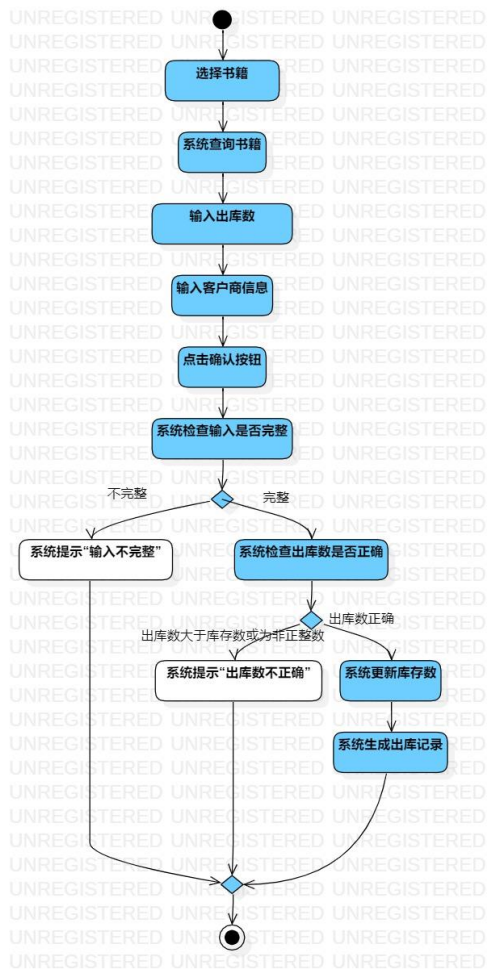 选择书籍
系统查询书籍
输入出库数
输入客户商信息
点击确认按钮
系统检查输入是否完整
不完整
完整
系统提示“输入不完整”
系统检查出库数是否正确
出库数大于库存数或为非正整数
出库数正确
系统提示“出库数不正确”
系统更新库存数
系统生成出库记录
UNREGISTERED UNREGISTERED UNREGISTERED